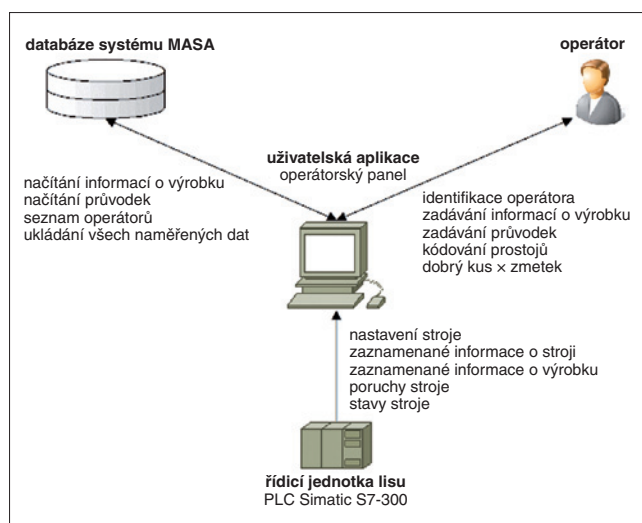 databáze systému MASA
operátor
uživatelská aplikace
operátorský panel
načítání informací o výrobku
načítání průvodek
seznam operátorů
ukládání všech naměřených dat
identifikace operátora
zadávání informací o výrobku
zadávání průvodek
kódování prostojů
dobrý kus × zmetek
nastavení stroje
zaznamenané informace o stroji
zaznamenané informace o výrobku
poruchy stroje
stavy stroje
řídicí jednotka lisu
PLC Simatic S7-300